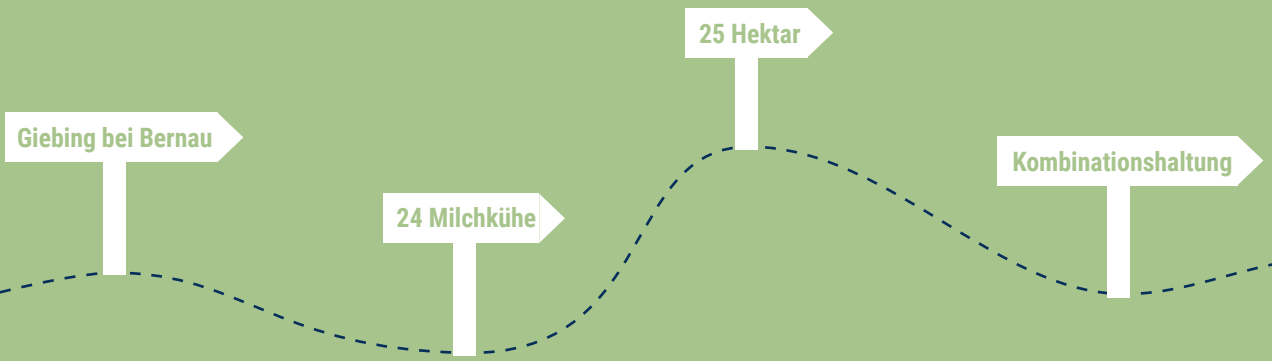 Giebing bei Bernau
24 Milchkühe
25 Hektar
Kombinationshaltung